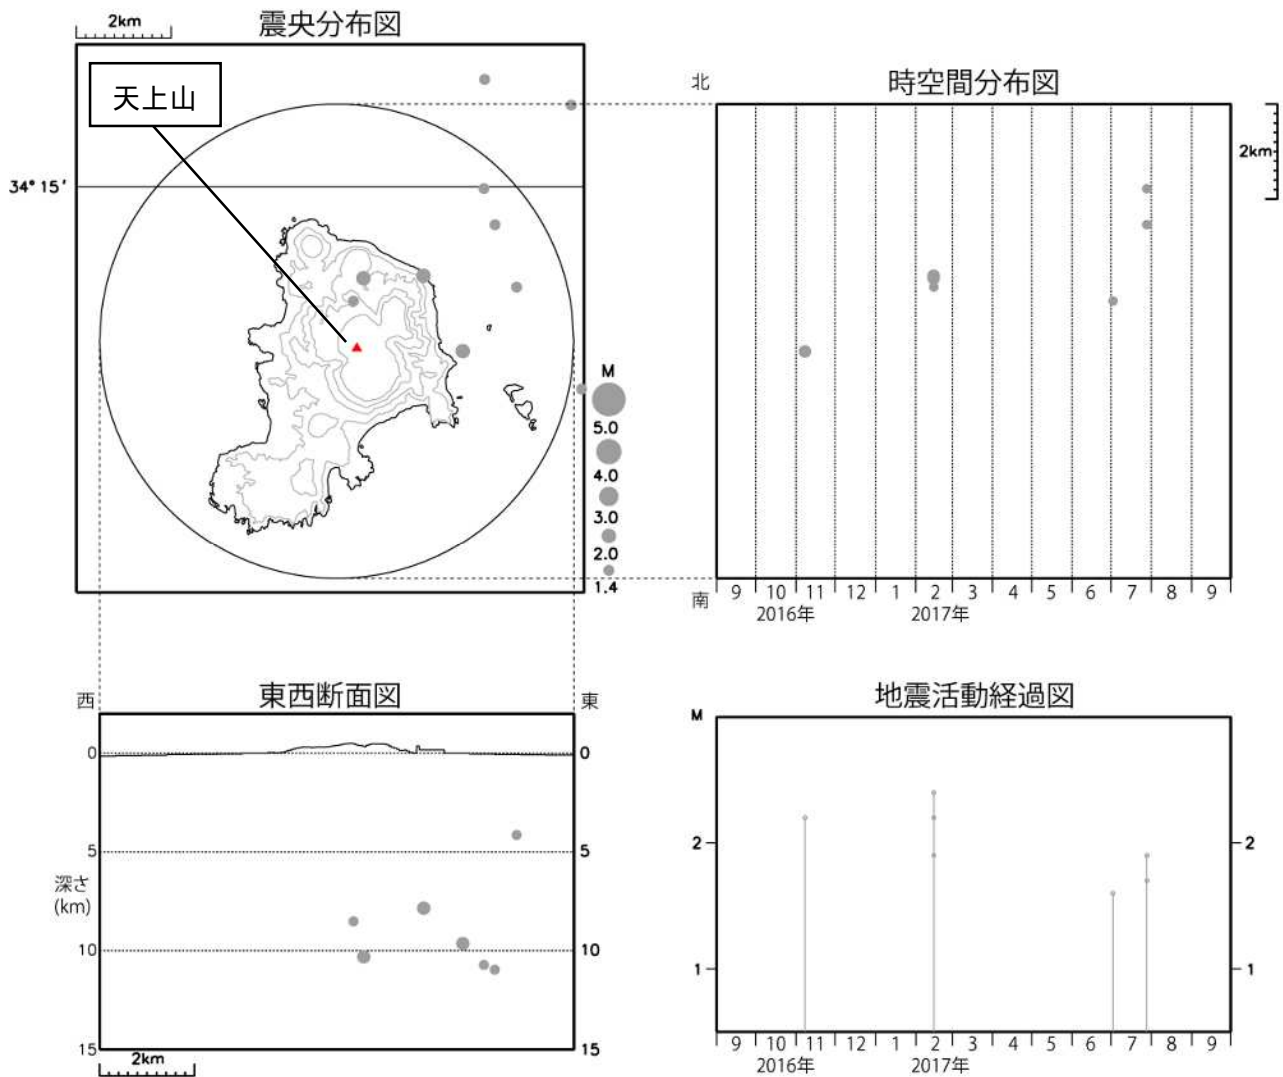 2km
震央分布図
天上山
34° 15′
M
5.0
4.0
3.0
2.0
1.4
時空間分布図
北
南
2km
9 10 11 12 1 2 3 4 5 6 7 8 9
2016年 2017年
東西断面図
西 東
0 0
5 5
深さ
(km)
10 10
15 15
2km
地震活動経過図
M
2 2
1 1
9 10 11 12 1 2 3 4 5 6 7 8 9
2016年 2017年